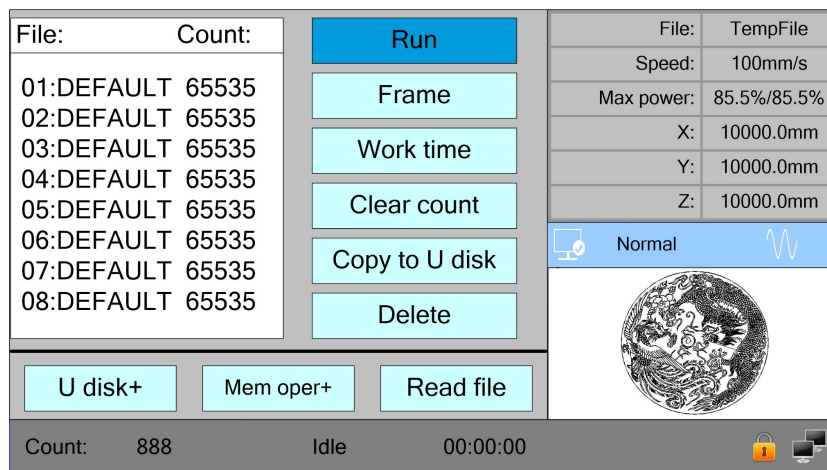 File: Count:
01:DEFAULT 65535
02:DEFAULT 65535
03:DEFAULT 65535
04:DEFAULT 65535
05:DEFAULT 65535
06:DEFAULT 65535
07:DEFAULT 65535
08:DEFAULT 65535
Run
Frame
Work time
Clear count
Copy to U disk
Delete
U disk+ Mem oper+ Read file
File: TempFile
Speed: 100mm/s
Max power: 85.5%/85.5%
X: 10000.0mm
Y: 10000.0mm
Z: 10000.0mm
Normal
Count: 888 Idle 00:00:00